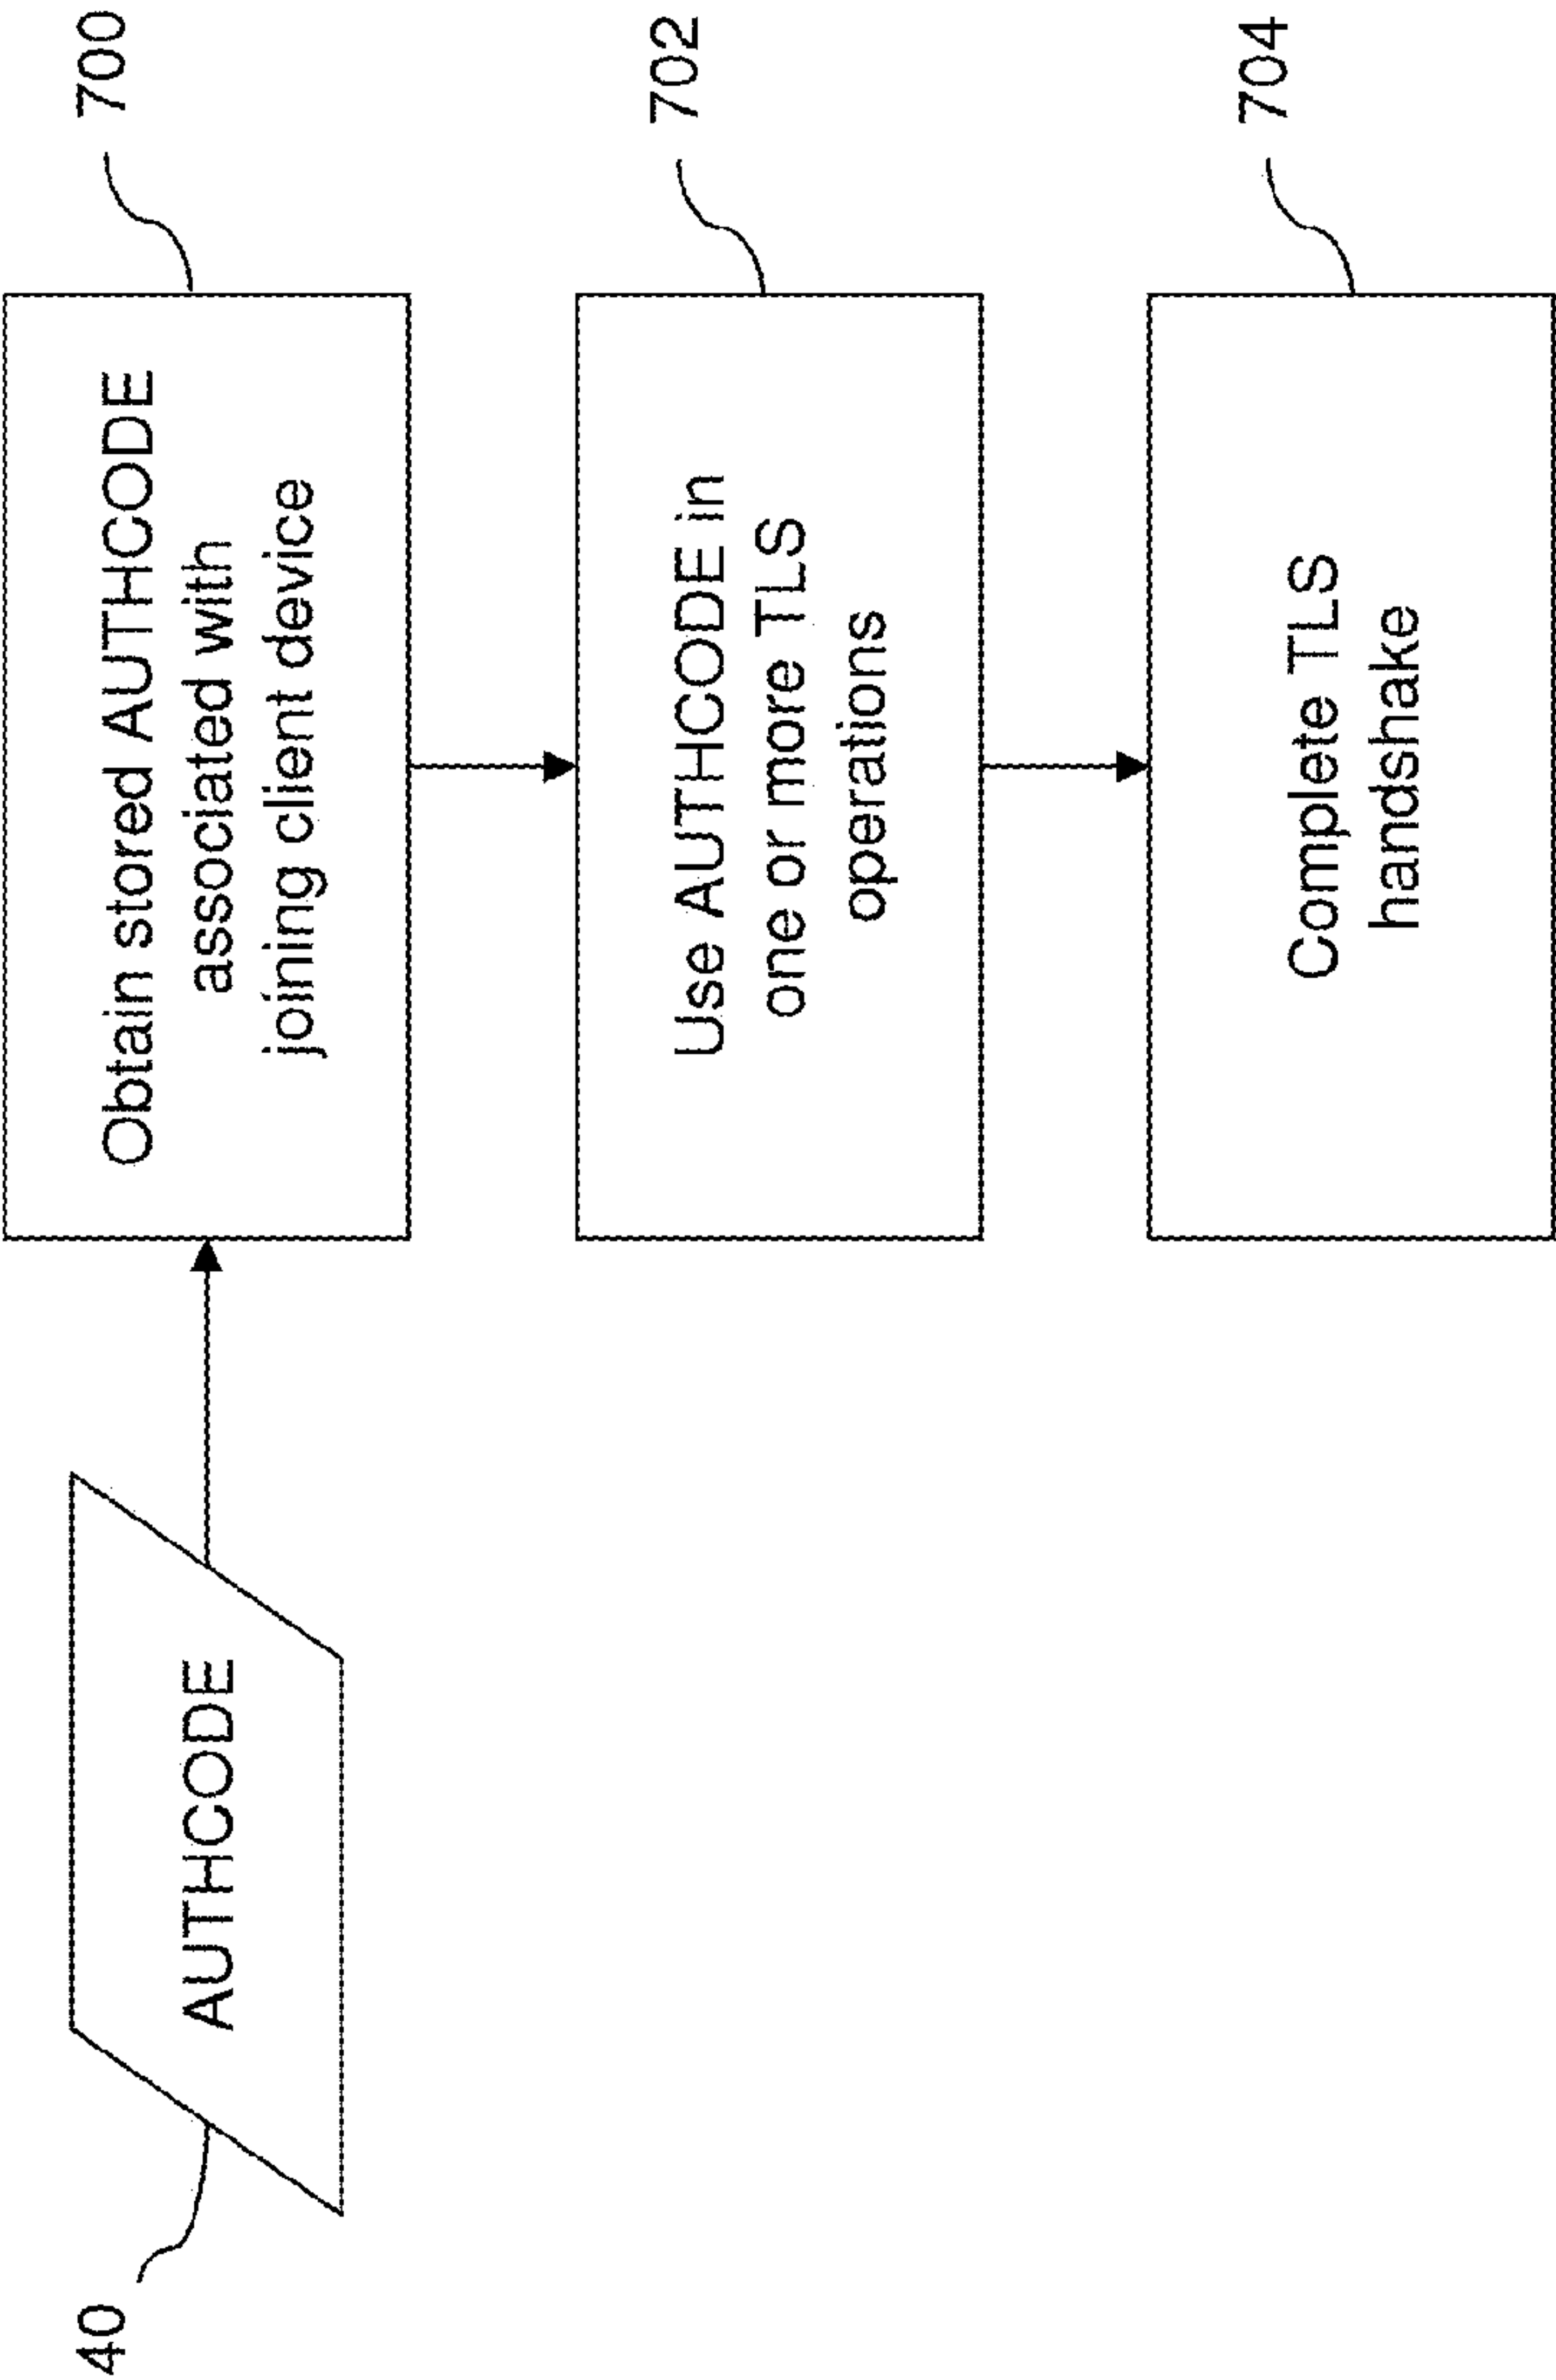 40
AUTHCODE
Obtain stored AUTHCODE
associated with
joining client device
700
Use AUTHCODE in
one or more TLS
operations
702
Complete TLS
handshake
704